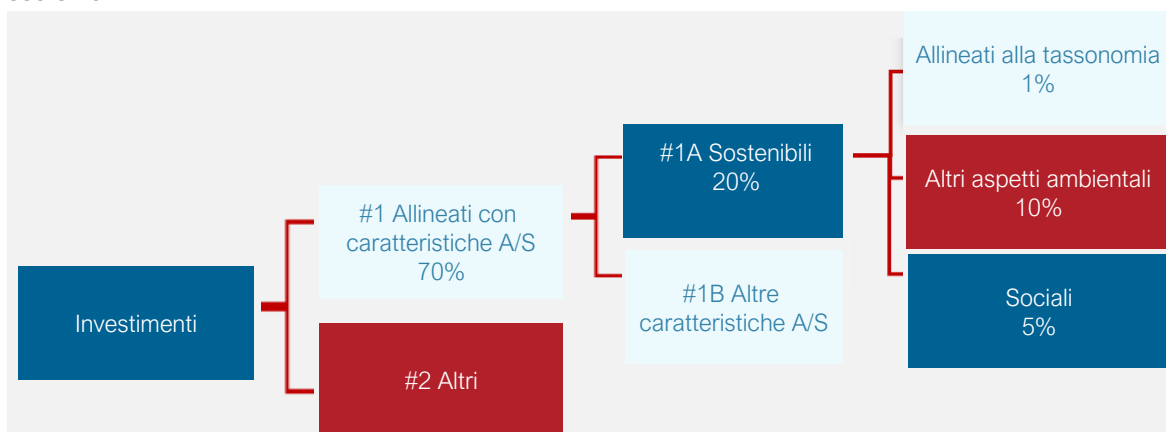 Investimenti
#1 Allineati con
caratteristiche A/S
70%
#2 Altri
#1A Sostenibili
20%
#1B Altre
caratteristiche A/S
Allineati alla tassonomia
1%
Altri aspetti ambientali
10%
Sociali
5%